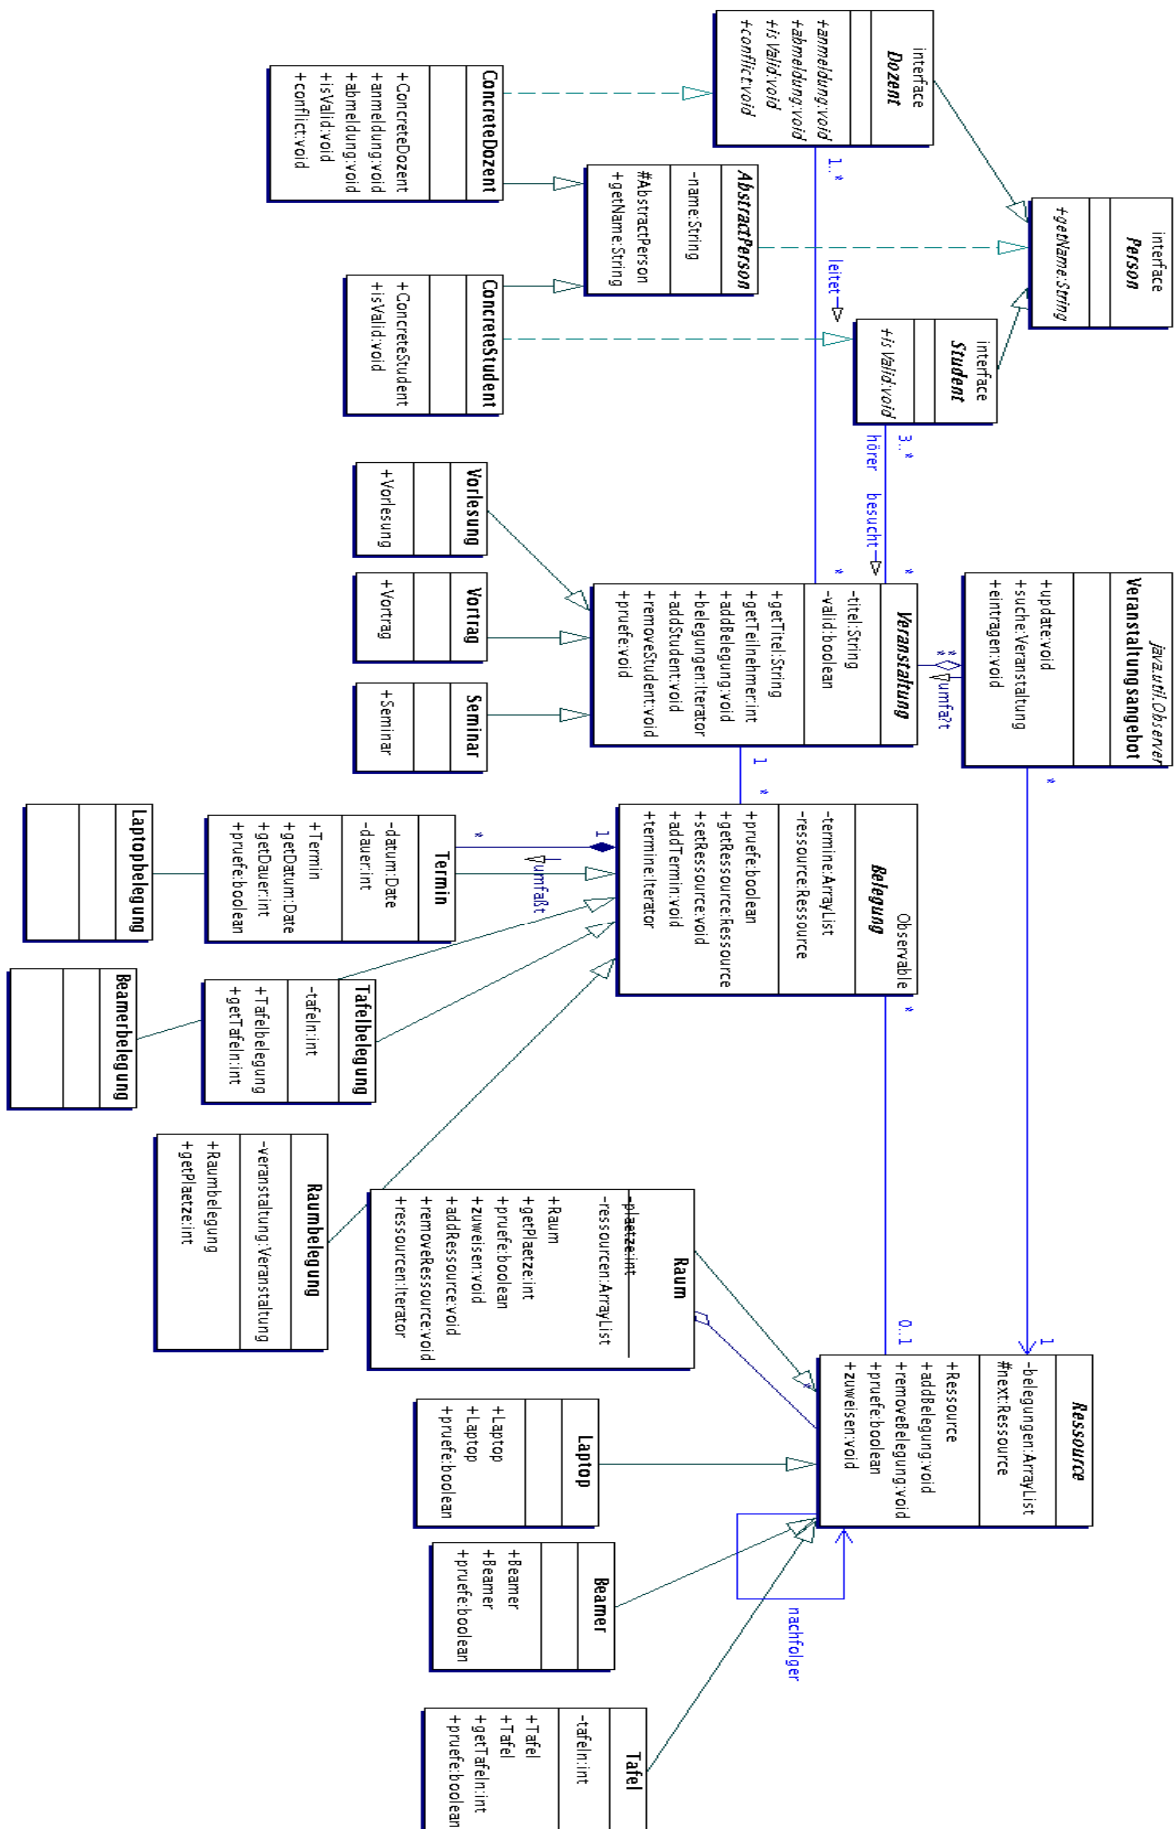 interface
Person
+getName:String
interface
Dozent
+anmeldung:void
+abmeldung:void
+isValid:void
+conflict:void
interface
Student
+isValid:void
AbstractPerson
-name:String
#AbstractPerson
+getName:String
ConcreteDozent
+ConcreteDozent
+anmeldung:void
+abmeldung:void
+isValid:void
+conflict:void
ConcreteStudent
+ConcreteStudent
+isValid:void
1..*
leitet
*
3..*
hörer
besucht
*
java.util.Observer
Veranstaltungsangebot
+update:void
+suche:Veranstaltung
+eintragen:void
*
*
umfa?t
*
1
Veranstaltung
-titel:String
-valid:boolean
+getTitel:String
+getTeilnehmer:int
+addBelegung:void
+belegungen:Iterator
+addStudent:void
+removeStudent:void
+pruefe:void
Vorlesung
+Vorlesung
Vortrag
+Vortrag
Seminar
+Seminar
1
*
Observable
Belegung
-termine:ArrayList
-ressource:Ressource
+pruefe:boolean
+getRessource:Ressource
+setRessource:void
+addTermin:void
+termine:Iterator
*
0..1
1
umfaßt
*
Termin
-datum:Date
-dauer:int
+Termin
+getDatum:Date
+getDauer:int
+pruefe:boolean
Laptopbelegung
Tafelbelegung
-tafeln:int
+Tafelbelegung
+getTafeln:int
Beamerbelegung
Raumbelegung
-veranstaltung:Veranstaltung
+Raumbelegung
+getPlaetze:int
Ressource
-belegungen:ArrayList
#next:Ressource
+Ressource
+addBelegung:void
+removeBelegung:void
+pruefe:boolean
+zuweisen:void
nachfolger
*
Raum
-plaetze:int
-ressourcen:ArrayList
+Raum
+getPlaetze:int
+pruefe:boolean
+zuweisen:void
+addRessource:void
+removeRessource:void
+ressourcen:Iterator
Laptop
+Laptop
+Laptop
+pruefe:boolean
Beamer
+Beamer
+Beamer
+pruefe:boolean
Tafel
-tafeln:int
+Tafel
+Tafel
+getTafeln:int
+pruefe:boolean